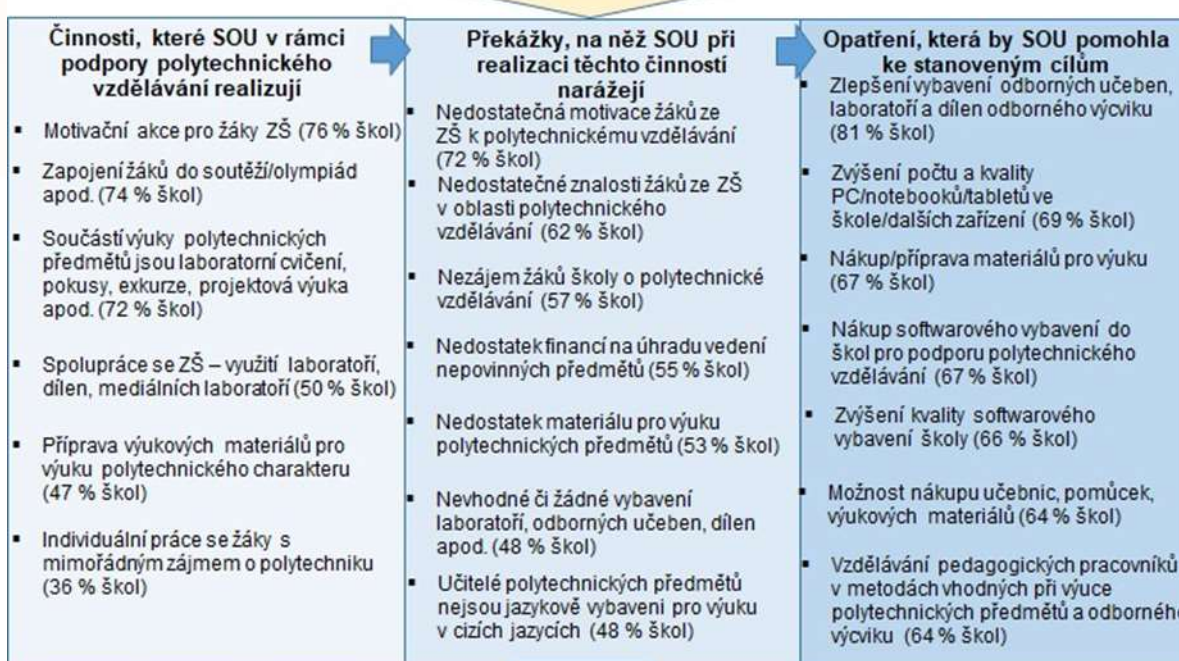 Činnosti, které SOU v rámci
podpory polytechnického
vzdělávání realizují
▪ Motivační akce pro žáky ZŠ (76 % škol)
▪ Zapojení žáků do soutěží/olympiád
apod. (74 % škol)
▪ Součástí výuky polytechnických
předmětů jsou laboratorní cvičení,
pokusy, exkurze, projektová výuka
apod. (72 % škol)
▪ Spolupráce se ZŠ – využití laboratoří,
dílen, mediálních laboratoří (50 % škol)
▪ Příprava výukových materiálů pro
výuku polytechnického charakteru
(47 % škol)
▪ Individuální práce se žáky s
mimořádným zájmem o polytechniku
(36 % škol)
Překážky, na něž SOU při
realizaci těchto činností
narážejí
▪ Nedostatečná motivace žáků ze
ZŠ k polytechnickému vzdělávání
(72 % škol)
▪ Nedostatečné znalosti žáků ze ZŠ
v oblasti polytechnického
vzdělávání (62 % škol)
▪ Nezájem žáků školy o polytechnické
vzdělávání (57 % škol)
▪ Nedostatek financí na úhradu vedení
nepovinných předmětů (55 % škol)
▪ Nedostatek materiálu pro výuku
polytechnických předmětů (53 % škol)
▪ Nevhodné či žádné vybavení
laboratoří, odborných učeben, dílen
apod. (48 % škol)
▪ Učitelé polytechnických předmětů
nejsou jazykově vybaveni pro výuku
v cizích jazycích (48 % škol)
Opatření, která by SOU pomohla
ke stanoveným cílům
▪ Zlepšení vybavení odborných učeben,
laboratoří a dílen odborného výcviku
(81 % škol)
▪ Zvýšení počtu a kvality
PC/notebooků/tabletů ve
škole/dalších zařízení (69 % škol)
▪ Nákup/příprava materiálů pro výuku
(67 % škol)
▪ Nákup softwarového vybavení do
škol pro podporu polytechnického
vzdělávání (67 % škol)
▪ Zvýšení kvality softwarového
vybavení školy (66 % škol)
▪ Možnost nákupu učebnic, pomůcek,
výukových materiálů (64 % škol)
▪ Vzdělávání pedagogických pracovníků
v metodách vhodných při výuce
polytechnických předmětů a odborného
výcviku (64 % škol)